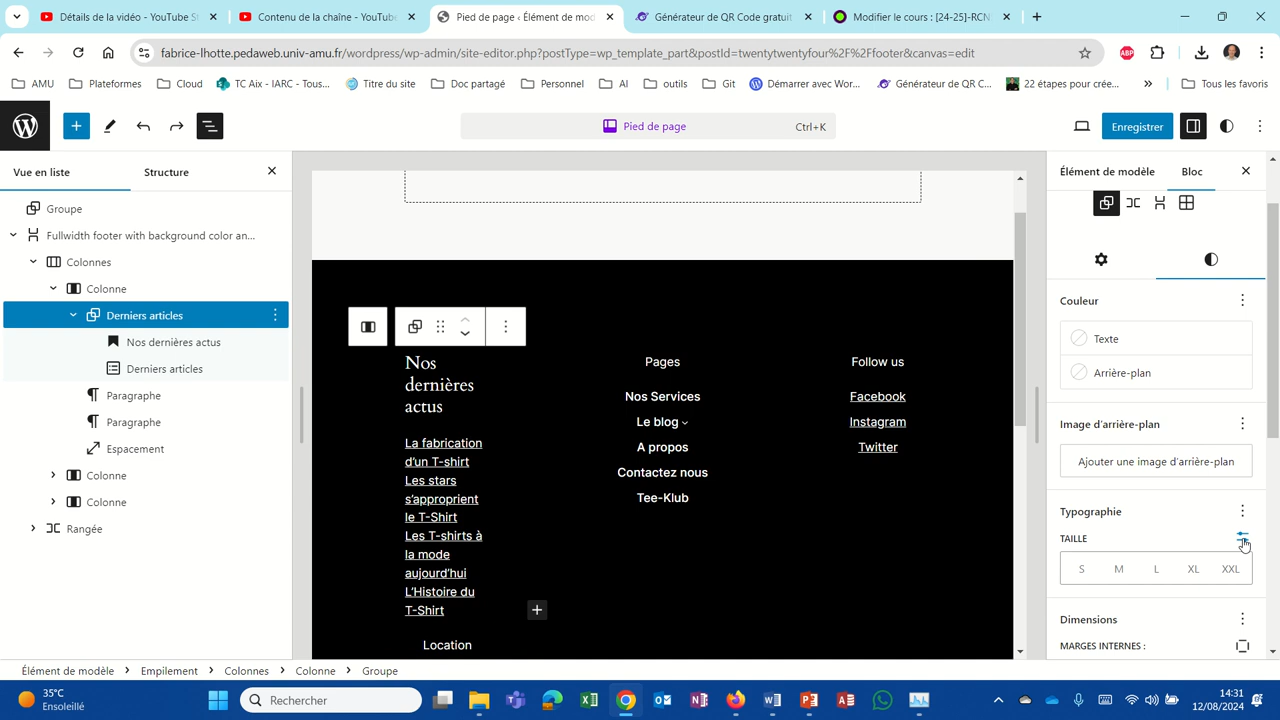 Détails de la vidéo - YouTube St
Contenu de la chaîne - YouTube
Pied de page ‹ Élément de mod
Générateur de QR Code gratuit
Modifier le cours : [24-25]-RCN
fabrice-lhotte.pedaweb.univ-amu.fr/wordpress/wp-admin/site-editor.php?postType=wp_template_part&postId=twentytwentyfour%2F%2Ffooter&canvas=edit
ABP
AMU
Plateformes
Cloud
TC Aix - IARC - Tous...
Titre du site
Doc partagé
Personnel
AI
outils
Git
Démarrer avec Wor...
Générateur de QR C...
22 étapes pour crée...
»
Tous les favoris
Pied de page
Ctrl+K
Enregistrer
Vue en liste
Structure
Groupe
Fullwidth footer with background color an...
Colonnes
Colonne
Derniers articles
Nos dernières actus
Derniers articles
Paragraphe
Paragraphe
Espacement
Colonne
Colonne
Rangée
Nos
dernières
actus
La fabrication
d'un T-shirt
Les stars
s'approprient
le T-Shirt
Les T-shirts à
la mode
aujourd'hui
L'Histoire du
T-Shirt
Location
Pages
Nos Services
Le blog
A propos
Contactez nous
Tee-Klub
Follow us
Facebook
Instagram
Twitter
Élément de modèle
Bloc
Couleur
Texte
Arrière-plan
Image d'arrière-plan
Ajouter une image d'arrière-plan
Typographie
TAILLE
S M L XL XXL
Dimensions
MARGES INTERNES :
Élément de modèle › Empilement › Colonnes › Colonne › Groupe
35°C
Ensoleillé
Rechercher
14:31
12/08/2024